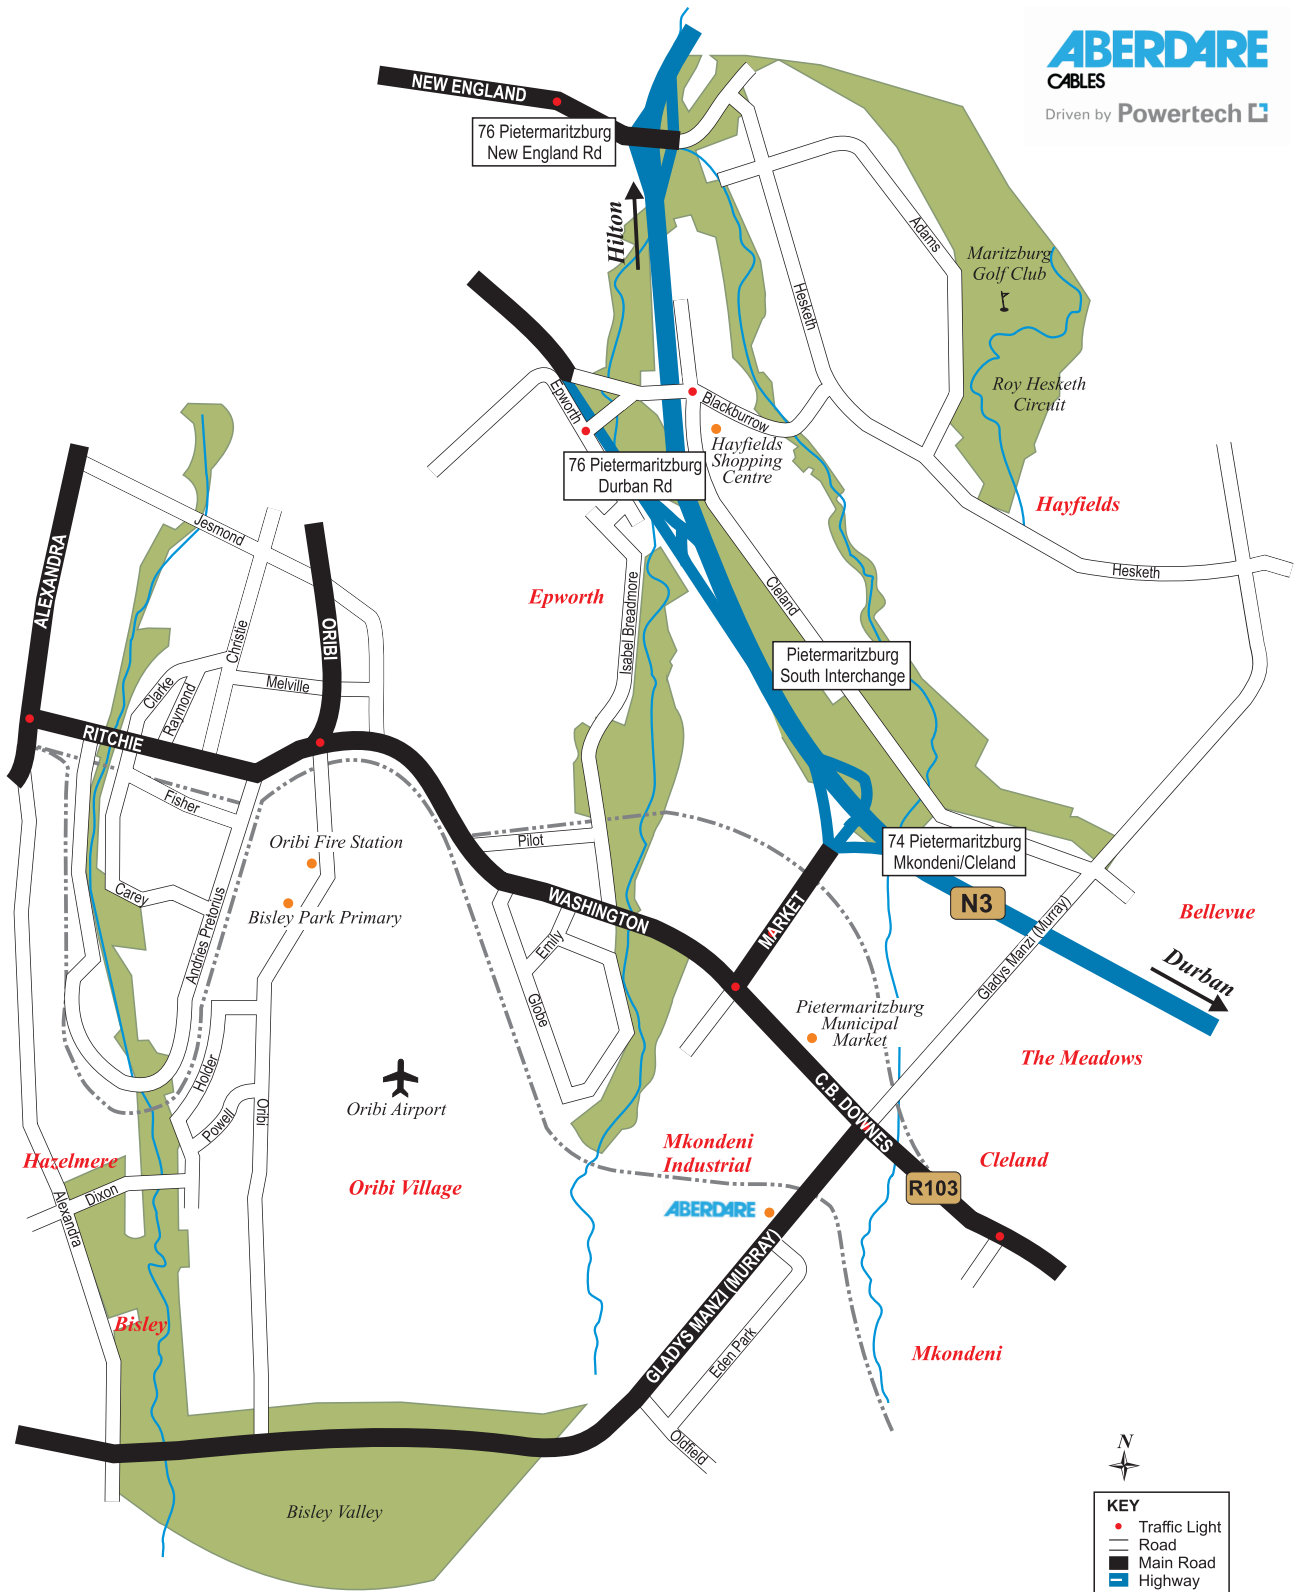 ABERDARE
CABLES
Driven by Powertech
NEW ENGLAND
76 Pietermaritzburg
New England Rd
Hilton
Adams
Maritzburg
Golf Club
Hesketh
Roy Hesketh
Circuit
Epworth
Blackburrow
Hayfields
Shopping
Centre
76 Pietermaritzburg
Durban Rd
Hayfields
Jesmond
ALEXANDRA
Hesketh
Epworth
Cleland
Isabel Breadmore
Christie
ORIBI
Pietermaritzburg
South Interchange
Clarke
Raymond
Melville
RITCHIE
Fisher
Oribi Fire Station
Pilot
74 Pietermaritzburg
Mkondeni/Cleland
Carey
Bisley Park Primary
WASHINGTON
MARKET
N3
Bellevue
Andries Pretorius
Emily
Gladys Manzi (Murray)
Durban
Globe
Pietermaritzburg
Municipal
Market
The Meadows
Holder
Oribi Airport
Powell
Oribi
C.B. DOWNES
Mkondeni
Industrial
Cleland
Hazelmere
Oribi Village
R103
Dixon
Alexandra
ABERDARE
GLADYS MANZI (MURRAY)
Bisley
Eden Park
Mkondeni
Oldfield
N
Bisley Valley
KEY
Traffic Light
Road
Main Road
Highway